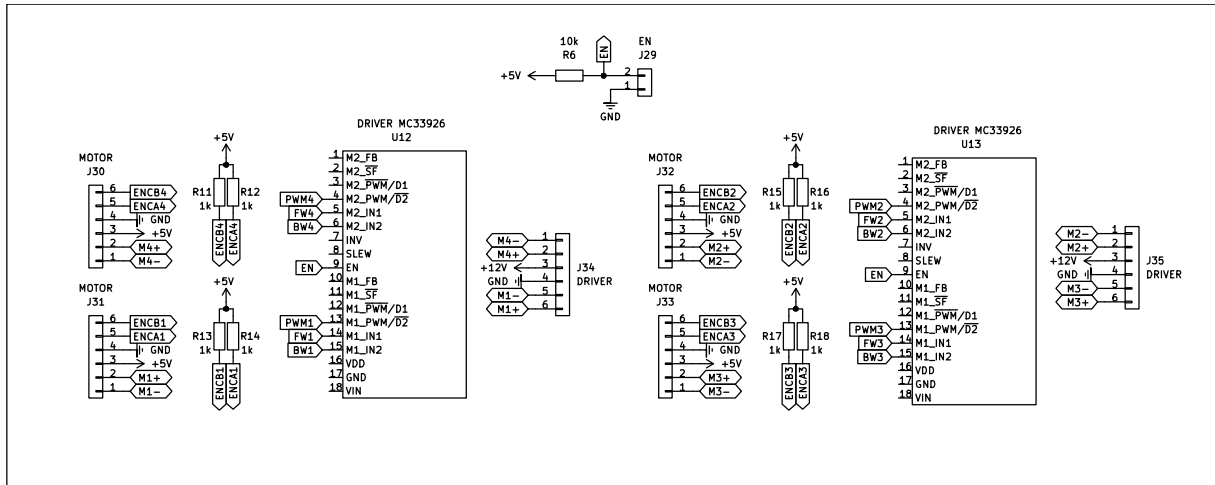 10k
R6
EN
EN
J29
+5V
2
1
GND
DRIVER MC33926
U12
1 M2_FB
2 M2_SF
3 M2_PWM/D1
4 M2_PWM/D2
5 M2_IN1
6 M2_IN2
7 INV
8 SLEW
9 EN
10 M1_FB
11 M1_SF
12 M1_PWM/D1
13 M1_PWM/D2
14 M1_IN1
15 M1_IN2
16 VDD
17 GND
18 VIN
PWM4
FW4
BW4
EN
PWM1
FW1
BW1
MOTOR
J30
6 ENCB4
5 ENCA4
4 GND
3 +5V
2 M4+
1 M4-
+5V
R11 R12
1k 1k
ENCB4
ENCA4
MOTOR
J31
6 ENCB1
5 ENCA1
4 GND
3 +5V
2 M1+
1 M1-
+5V
R13 R14
1k 1k
ENCB1
ENCA1
M4- 1
M4+ 2
+12V 3
GND 4
M1- 5
M1+ 6
J34
DRIVER
MOTOR
J32
6 ENCB2
5 ENCA2
4 GND
3 +5V
2 M2+
1 M2-
+5V
R15 R16
1k 1k
ENCB2
ENCA2
MOTOR
J33
6 ENCB3
5 ENCA3
4 GND
3 +5V
2 M3+
1 M3-
+5V
R17 R18
1k 1k
ENCB3
ENCA3
DRIVER MC33926
U13
1 M2_FB
2 M2_SF
3 M2_PWM/D1
4 M2_PWM/D2
5 M2_IN1
6 M2_IN2
7 INV
8 SLEW
9 EN
10 M1_FB
11 M1_SF
12 M1_PWM/D1
13 M1_PWM/D2
14 M1_IN1
15 M1_IN2
16 VDD
17 GND
18 VIN
PWM2
FW2
BW2
EN
PWM3
FW3
BW3
M2- 1
M2+ 2
+12V 3
GND 4
M3- 5
M3+ 6
J35
DRIVER